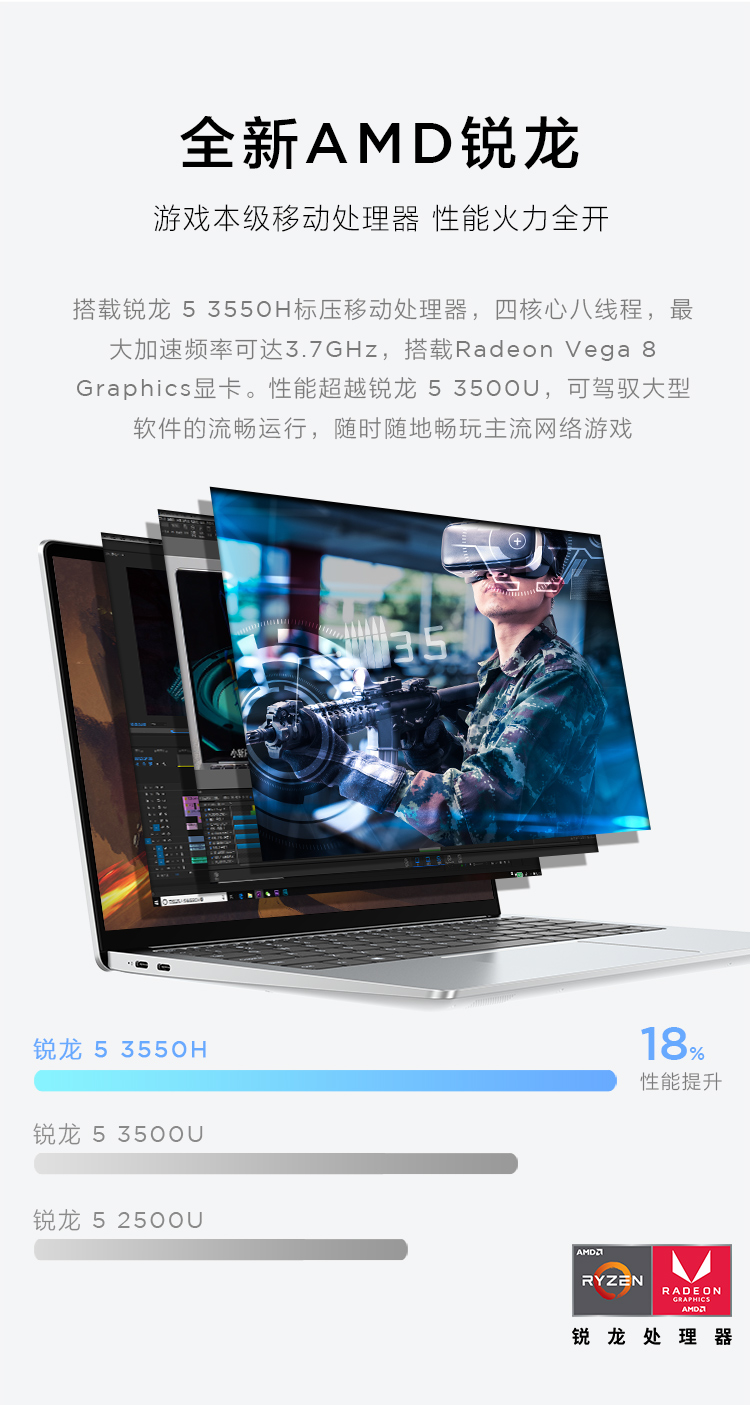 全新AMD锐龙
游戏本级移动处理器 性能火力全开
搭载锐龙 5 3550H标压移动处理器，四核心八线程，最
大加速频率可达3.7GHz，搭载Radeon Vega 8
Graphics显卡。性能超越锐龙 5 3500U，可驾驭大型
软件的流畅运行，随时随地畅玩主流网络游戏
35
锐龙 5 3550H
18%
性能提升
锐龙 5 3500U
锐龙 5 2500U
AMD
RYZEN
RADEON
GRAPHICS
AMD
锐龙处理器